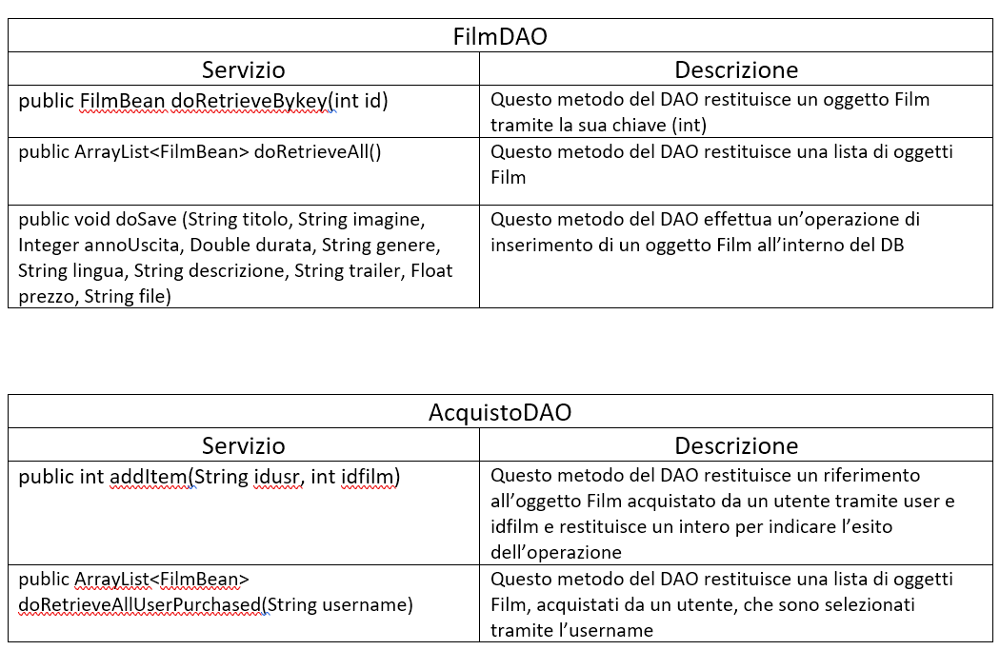 FilmDAO
Servizio
Descrizione
public FilmBean doRetrieveBykey(int id)
Questo metodo del DAO restituisce un oggetto Film
tramite la sua chiave (int)
public ArrayList<FilmBean> doRetrieveAll()
Questo metodo del DAO restituisce una lista di oggetti
Film
public void doSave (String titolo, String imagine,
Integer annoUscita, Double durata, String genere,
String lingua, String descrizione, String trailer, Float
prezzo, String file)
Questo metodo del DAO effettua un’operazione di
inserimento di un oggetto Film all’interno del DB
AcquistoDAO
Servizio
Descrizione
public int addItem(String idusr, int idfilm)
Questo metodo del DAO restituisce un riferimento
all’oggetto Film acquistato da un utente tramite user e
idfilm e restituisce un intero per indicare l’esito
dell’operazione
public ArrayList<FilmBean>
doRetrieveAllUserPurchased(String username)
Questo metodo del DAO restituisce una lista di oggetti
Film, acquistati da un utente, che sono selezionati
tramite l’username